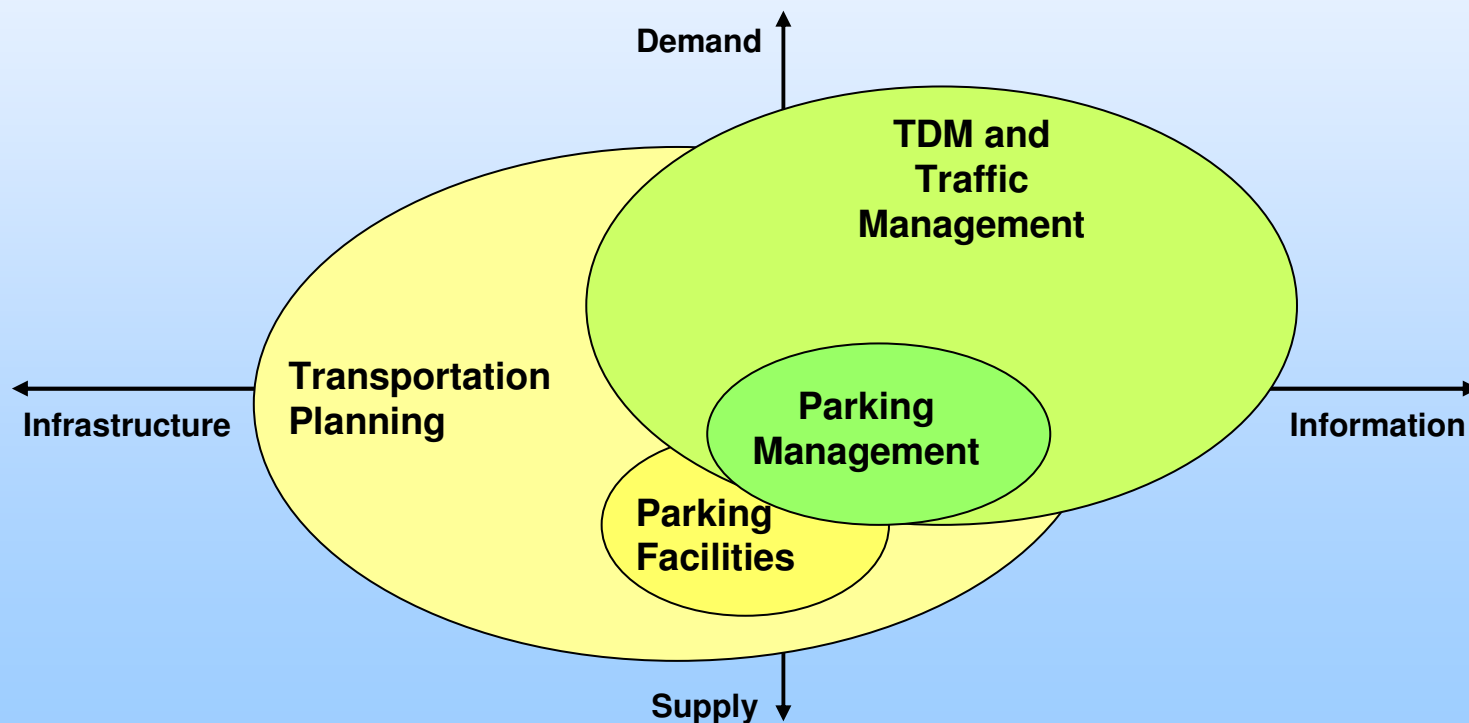 Demand
TDM and
Traffic
Management
Transportation
Planning
Infrastructure
Parking
Management
Information
Parking
Facilities
Supply